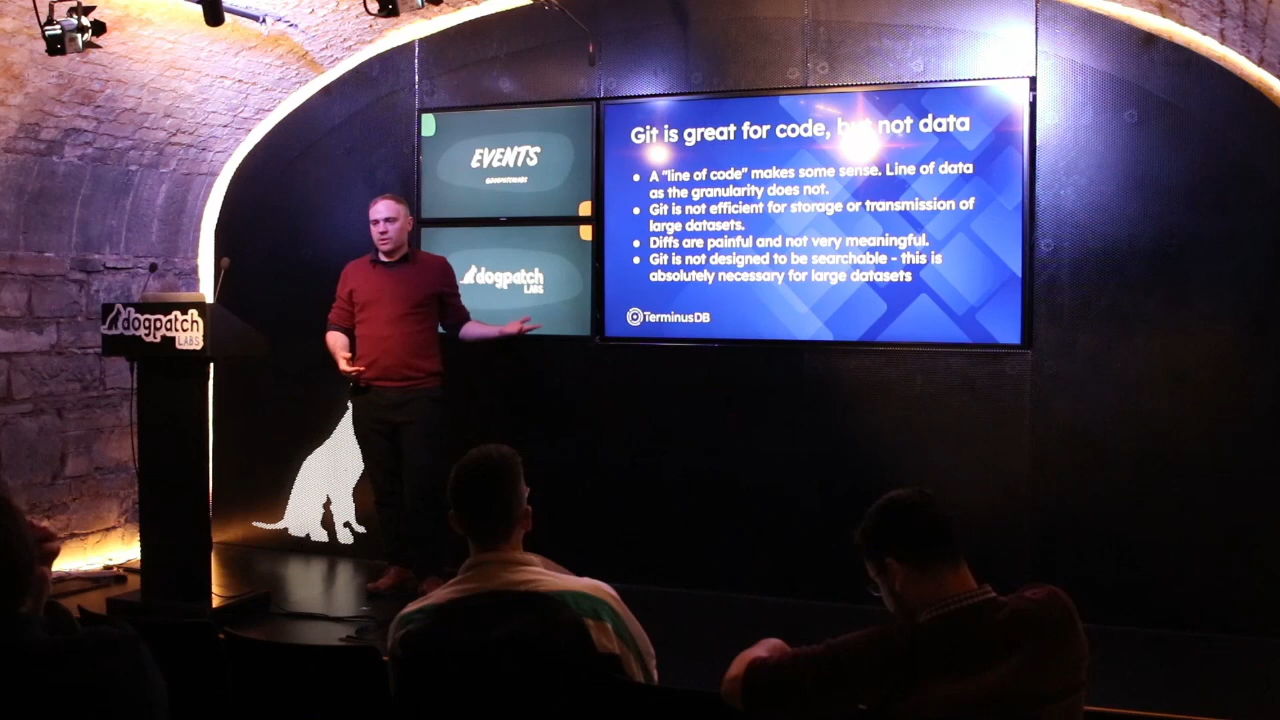 EVENTS
@DOGPATCHLABS
dogpatch
LABS
dogpatch
LABS
Git is great for code, but not data
● A "line of code" makes some sense. Line of data
as the granularity does not.
● Git is not efficient for storage or transmission of
large datasets.
● Diffs are painful and not very meaningful.
● Git is not designed to be searchable - this is
absolutely necessary for large datasets
TerminusDB